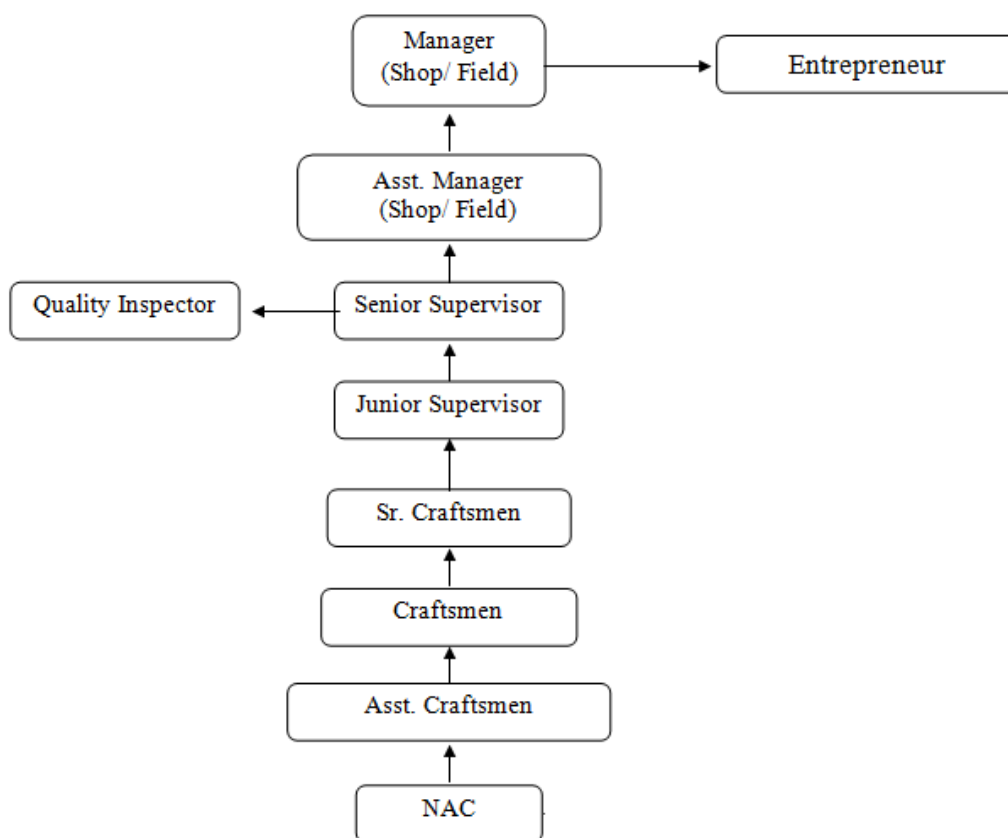 Manager
(Shop/ Field)
Entrepreneur
Asst. Manager
(Shop/ Field)
Quality Inspector
Senior Supervisor
Junior Supervisor
Sr. Craftsmen
Craftsmen
Asst. Craftsmen
NAC